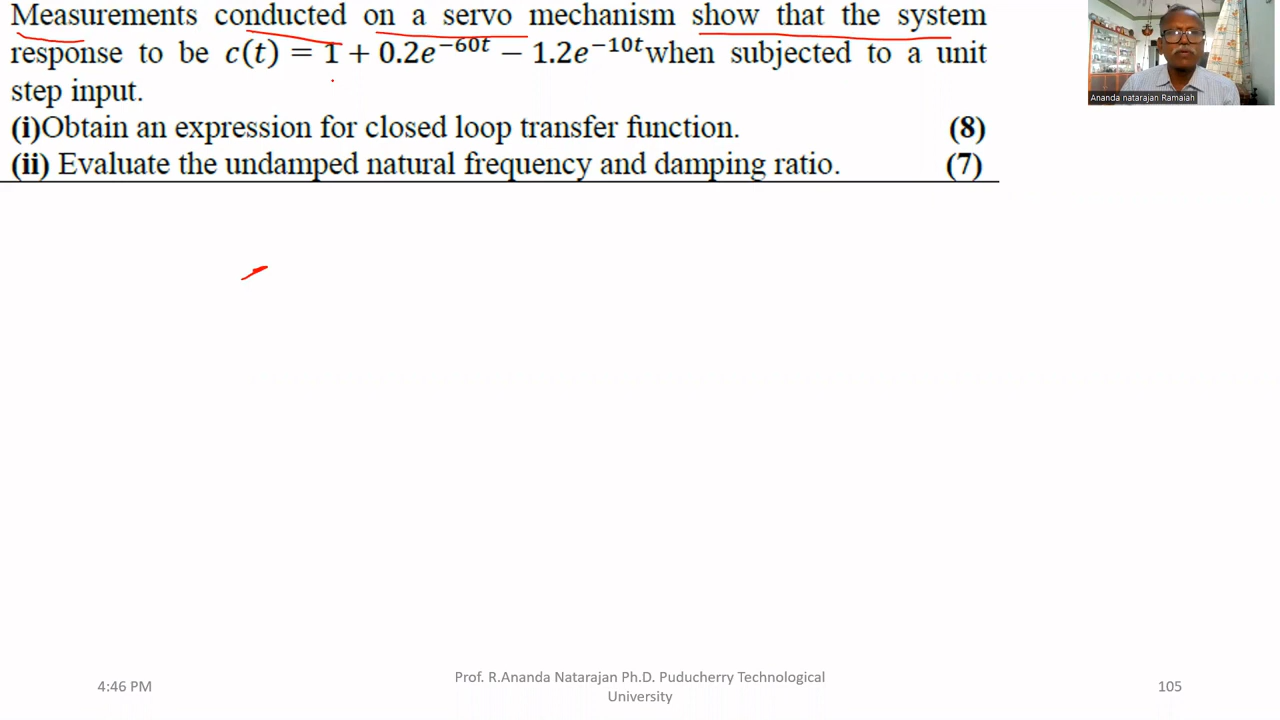 Measurements conducted on a servo mechanism show that the system
response to be c(t) = 1 + 0.2e^{-60t} − 1.2e^{-10t} when subjected to a unit
step input.
(i)Obtain an expression for closed loop transfer function. (8)
(ii) Evaluate the undamped natural frequency and damping ratio. (7)
Ananda natarajan Ramaiah
4:46 PM
Prof. R.Ananda Natarajan Ph.D. Puducherry Technological
University
105